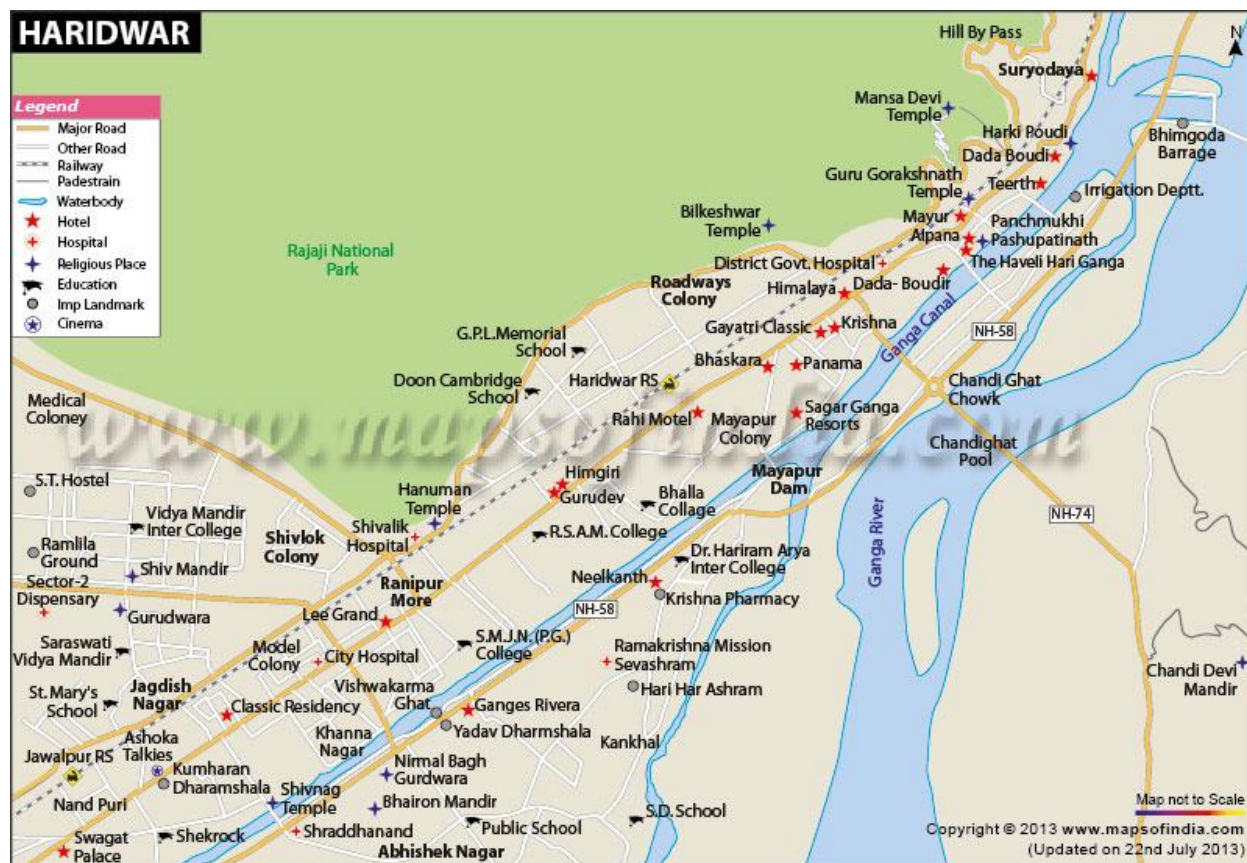 HARIDWAR
Legend
Major Road
Other Road
Railway
Padestrain
Waterbody
Hotel
Hospital
Religious Place
Education
Imp Landmark
Cinema
Hill By Pass
N
Suryodaya
Mansa Devi
Temple
Harki Poudi
Bhimgoda
Barrage
Dada Boudi
Guru Gorakshnath
Temple
Teerth
Irrigation Deptt.
Bilkeshwar
Temple
Mayur
Alpana
Panchmukhi
Pashupatinath
Rajaji National
Park
District Govt. Hospital
The Haveli Hari Ganga
Roadways
Colony
Himalaya
Dada- Boudir
G.P.L.Memorial
School
Gayatri Classic
Krishna
Ganga Canal
NH-58
Bhaskara
Panama
Doon Cambridge
School
Haridwar RS
Chandi Ghat
Chowk
Medical
Coloney
www.mapsofindia.com
Rahi Motel
Mayapur
Colony
Sagar Ganga
Resorts
Chandighat
Pool
S.T. Hostel
Hanuman
Temple
Himgiri
Gurudev
Mayapur
Dam
Vidya Mandir
Inter College
Shivlok
Colony
Shivalik
Hospital
Bhalla
Collage
NH-74
R.S.A.M. College
Ramlila
Ground
Shiv Mandir
Dr. Hariram Arya
Inter College
Ganga River
Sector-2
Dispensary
Ranipur
More
Neelkanth
Krishna Pharmacy
Gurudwara
Lee Grand
NH-58
Saraswati
Vidya Mandir
Model
Colony
City Hospital
S.M.J.N. (P.G.)
College
Ramakrishna Mission
Sevashram
Chandi Devi
Mandir
St. Mary's
School
Jagdish
Nagar
Vishwakarma
Ghat
Hari Har Ashram
Classic Residency
Ganges Rivera
Yadav Dharmshala
Ashoka
Talkies
Khanna
Nagar
Kankhal
Jawalpur RS
Kumharan
Dharamshala
Nirmal Bagh
Gurdwara
Nand Puri
Shivnag
Temple
Bhairon Mandir
S.D. School
Map not to Scale
Swagat
Palace
Shekrock
Shraddhanand
Public School
Abhishek Nagar
Copyright © 2013 www.mapsofindia.com
(Updated on 22nd July 2013)